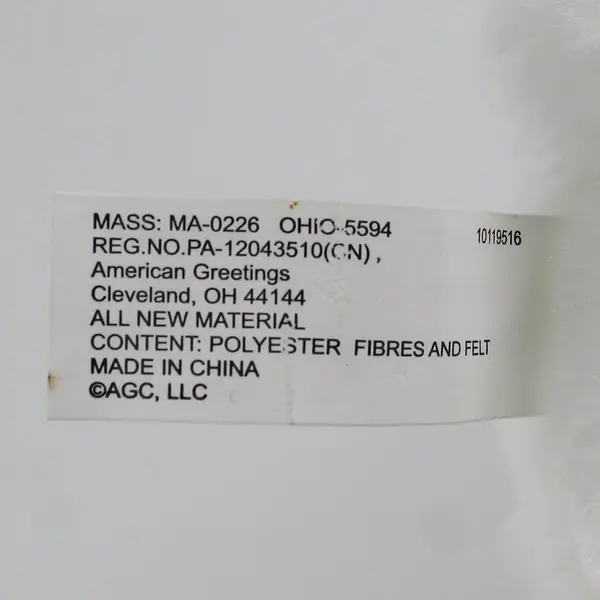 MASS: MA-0226 OHIO-5594 10119516
REG.NO.PA-12043510(CN) ,
American Greetings
Cleveland, OH 44144
ALL NEW MATERIAL
CONTENT: POLYESTER FIBRES AND FELT
MADE IN CHINA
©AGC, LLC